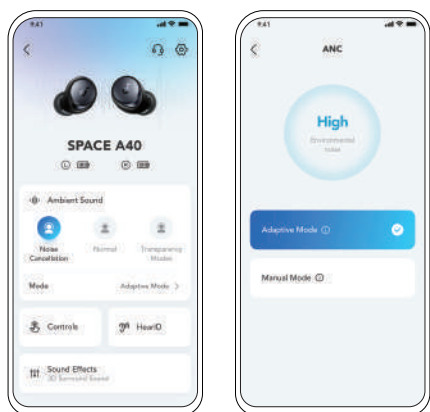 9:41
SPACE A40
L
R
Ambient Sound
Noise Cancellation
Normal
Transparency Modes
Mode
Adaptive Mode >
Controls
HearID
Sound Effects
3D Surround Sound
9:41
ANC
High
Environmental
noise
Adaptive Mode
Manual Mode